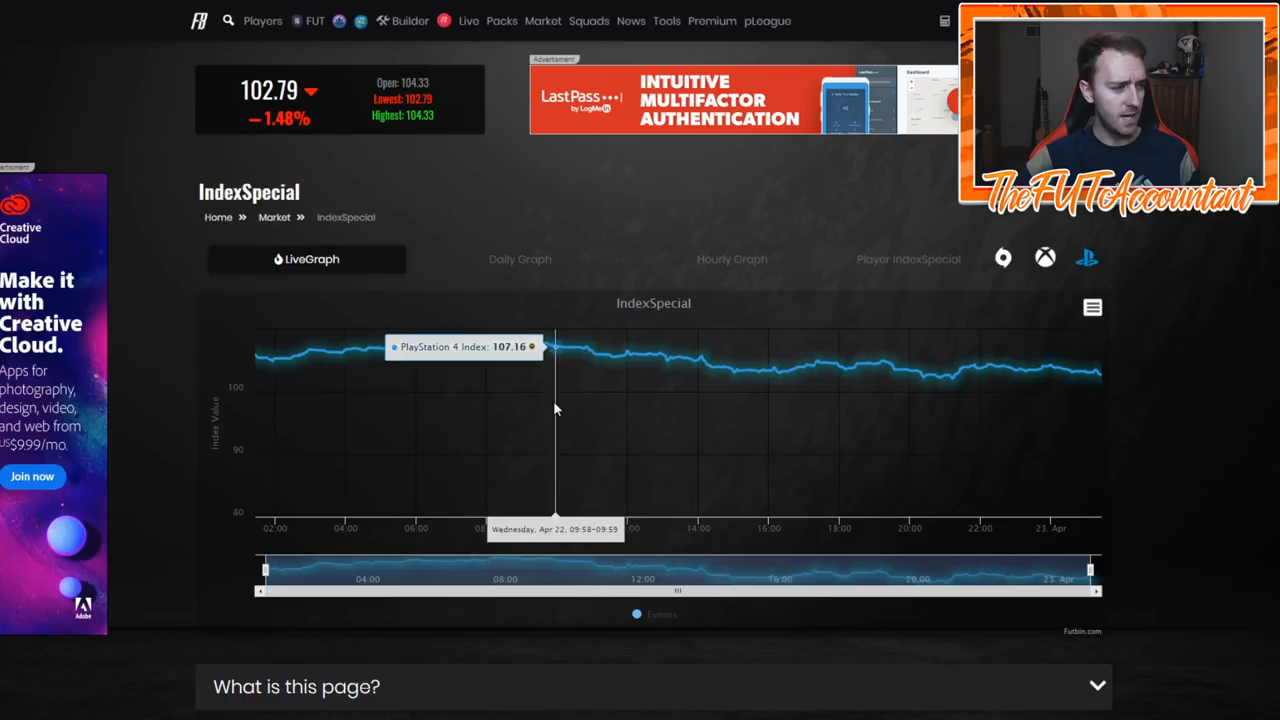 FB Players FUT Builder Live Packs Market Squads News Tools Premium pLeague
102.79
– 1.48%
Open: 104.33
Lowest: 102.79
Highest: 104.33
Advertisment
LastPass•••|
by LogMeIn
INTUITIVE
MULTIFACTOR
AUTHENTICATION
Dashboard
TheFUTAccountant
Creative
Cloud
Make it
with
Creative
Cloud.
Apps for
photography,
design, video,
and web from
US$9.99/mo.
Join now
Adobe
IndexSpecial
Home » Market » IndexSpecial
LiveGraph
Daily Graph
Hourly Graph
Player IndexSpecial
IndexSpecial
PlayStation 4 Index: 107.16
Index Value
100
90
80
02:00 04:00 06:00 08 :00 14:00 16:00 18:00 20:00 22:00 23. Apr
Wednesday, Apr 22, 09:58-09:59
04:00 08:00 12:00 16:00 20:00 23. Apr
Events
Futbin.com
What is this page?